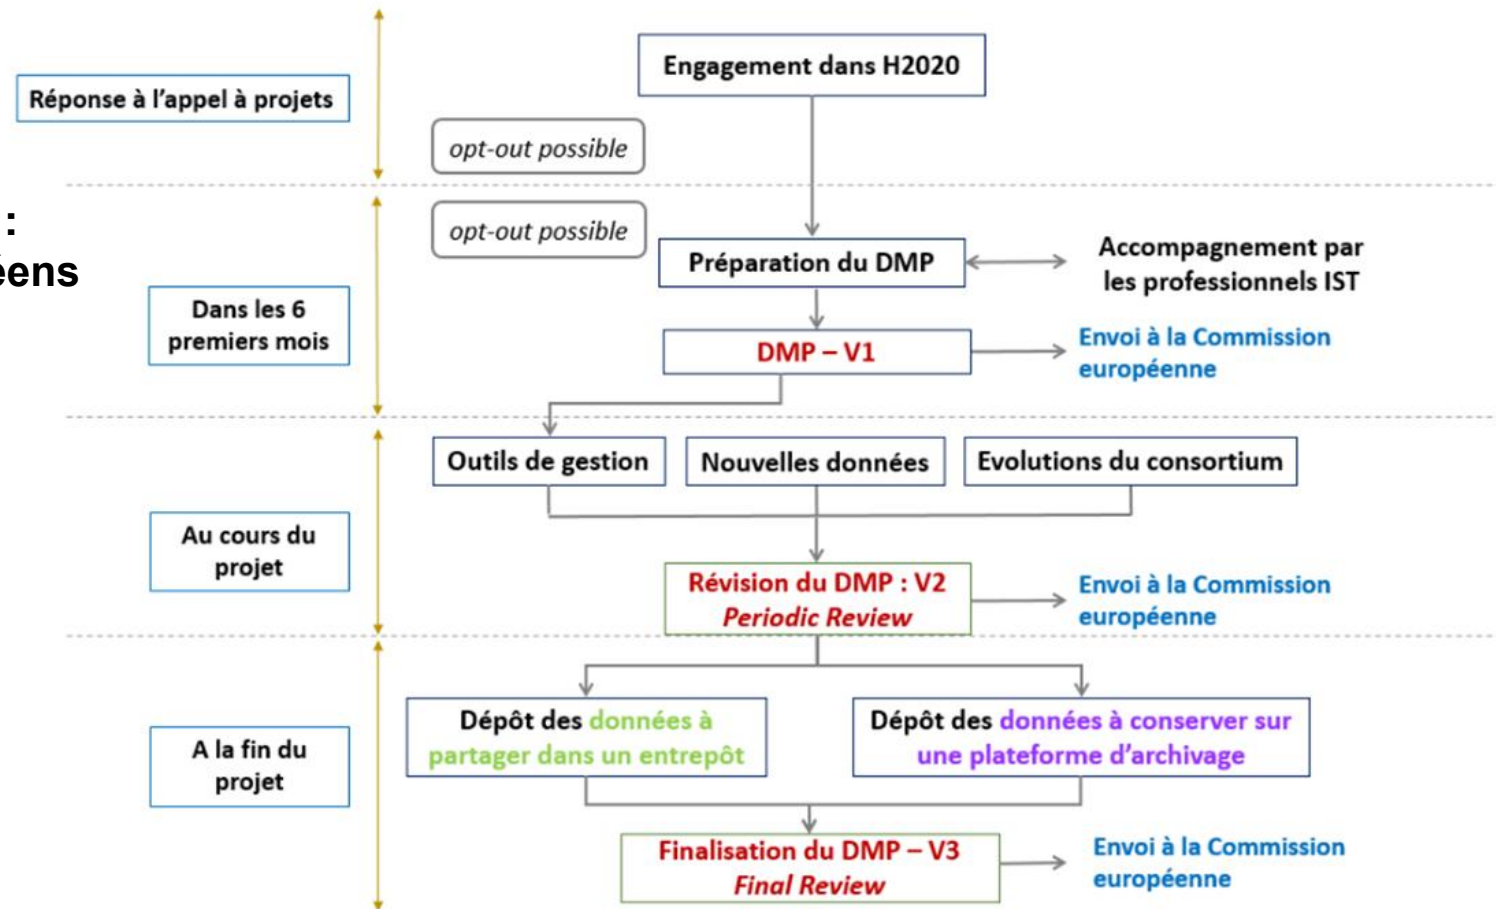 Engagement dans H2020
Réponse à l'appel à projets
opt-out possible
:
opt-out possible
éens
Préparation du DMP
Accompagnement par
les professionnels IST
Dans les 6
premiers mois
DMP – V1
Envoi à la Commission
européenne
Outils de gestion
Nouvelles données
Evolutions du consortium
Au cours du
projet
Révision du DMP : V2
Periodic Review
Envoi à la Commission
européenne
A la fin du
projet
Dépôt des données à
partager dans un entrepôt
Dépôt des données à conserver sur
une plateforme d'archivage
Finalisation du DMP – V3
Final Review
Envoi à la Commission
européenne